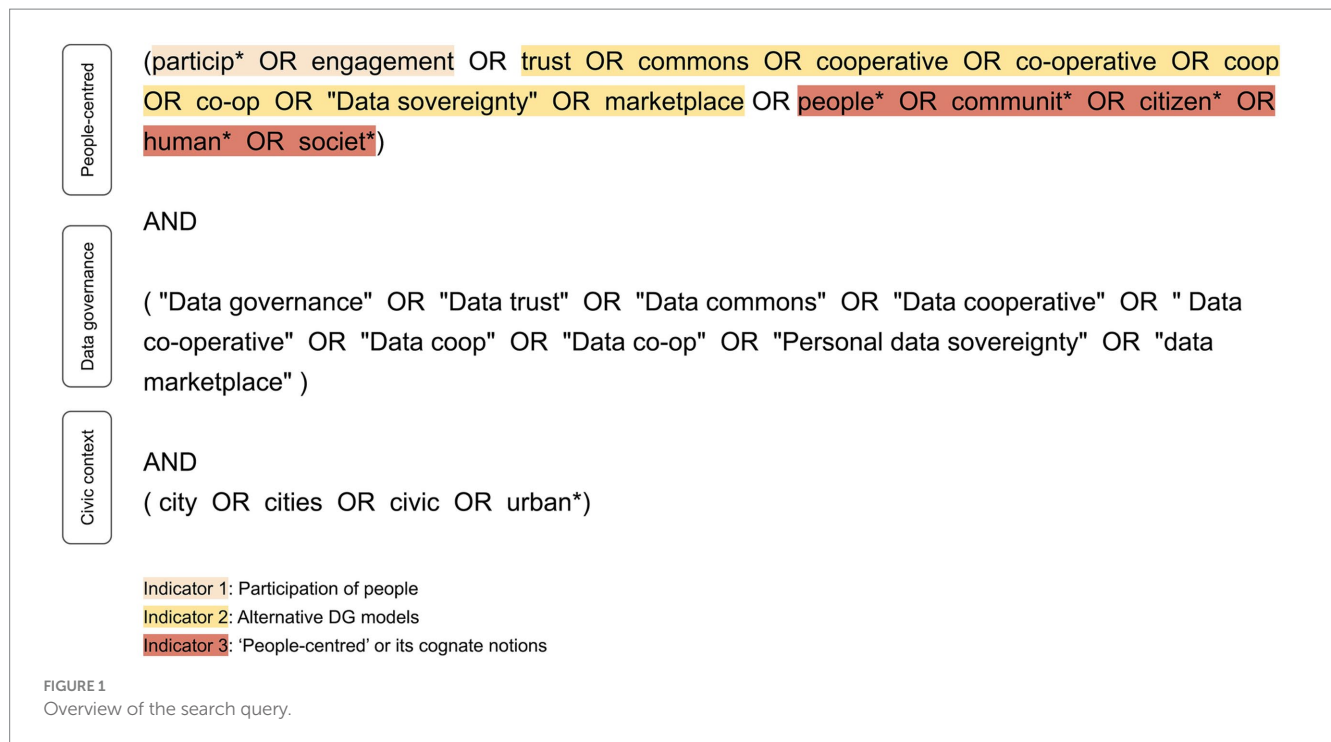 People-centred
(particip* OR engagement OR trust OR commons OR cooperative OR co-operative OR coop
OR co-op OR "Data sovereignty" OR marketplace OR people* OR communit* OR citizen* OR
human* OR societ*)
AND
Data governance
( "Data governance" OR "Data trust" OR "Data commons" OR "Data cooperative" OR " Data
co-operative" OR "Data coop" OR "Data co-op" OR "Personal data sovereignty" OR "data
marketplace" )
Civic context
AND
( city OR cities OR civic OR urban*)
Indicator 1: Participation of people
Indicator 2: Alternative DG models
Indicator 3: ‘People-centred’ or its cognate notions
FIGURE 1
Overview of the search query.